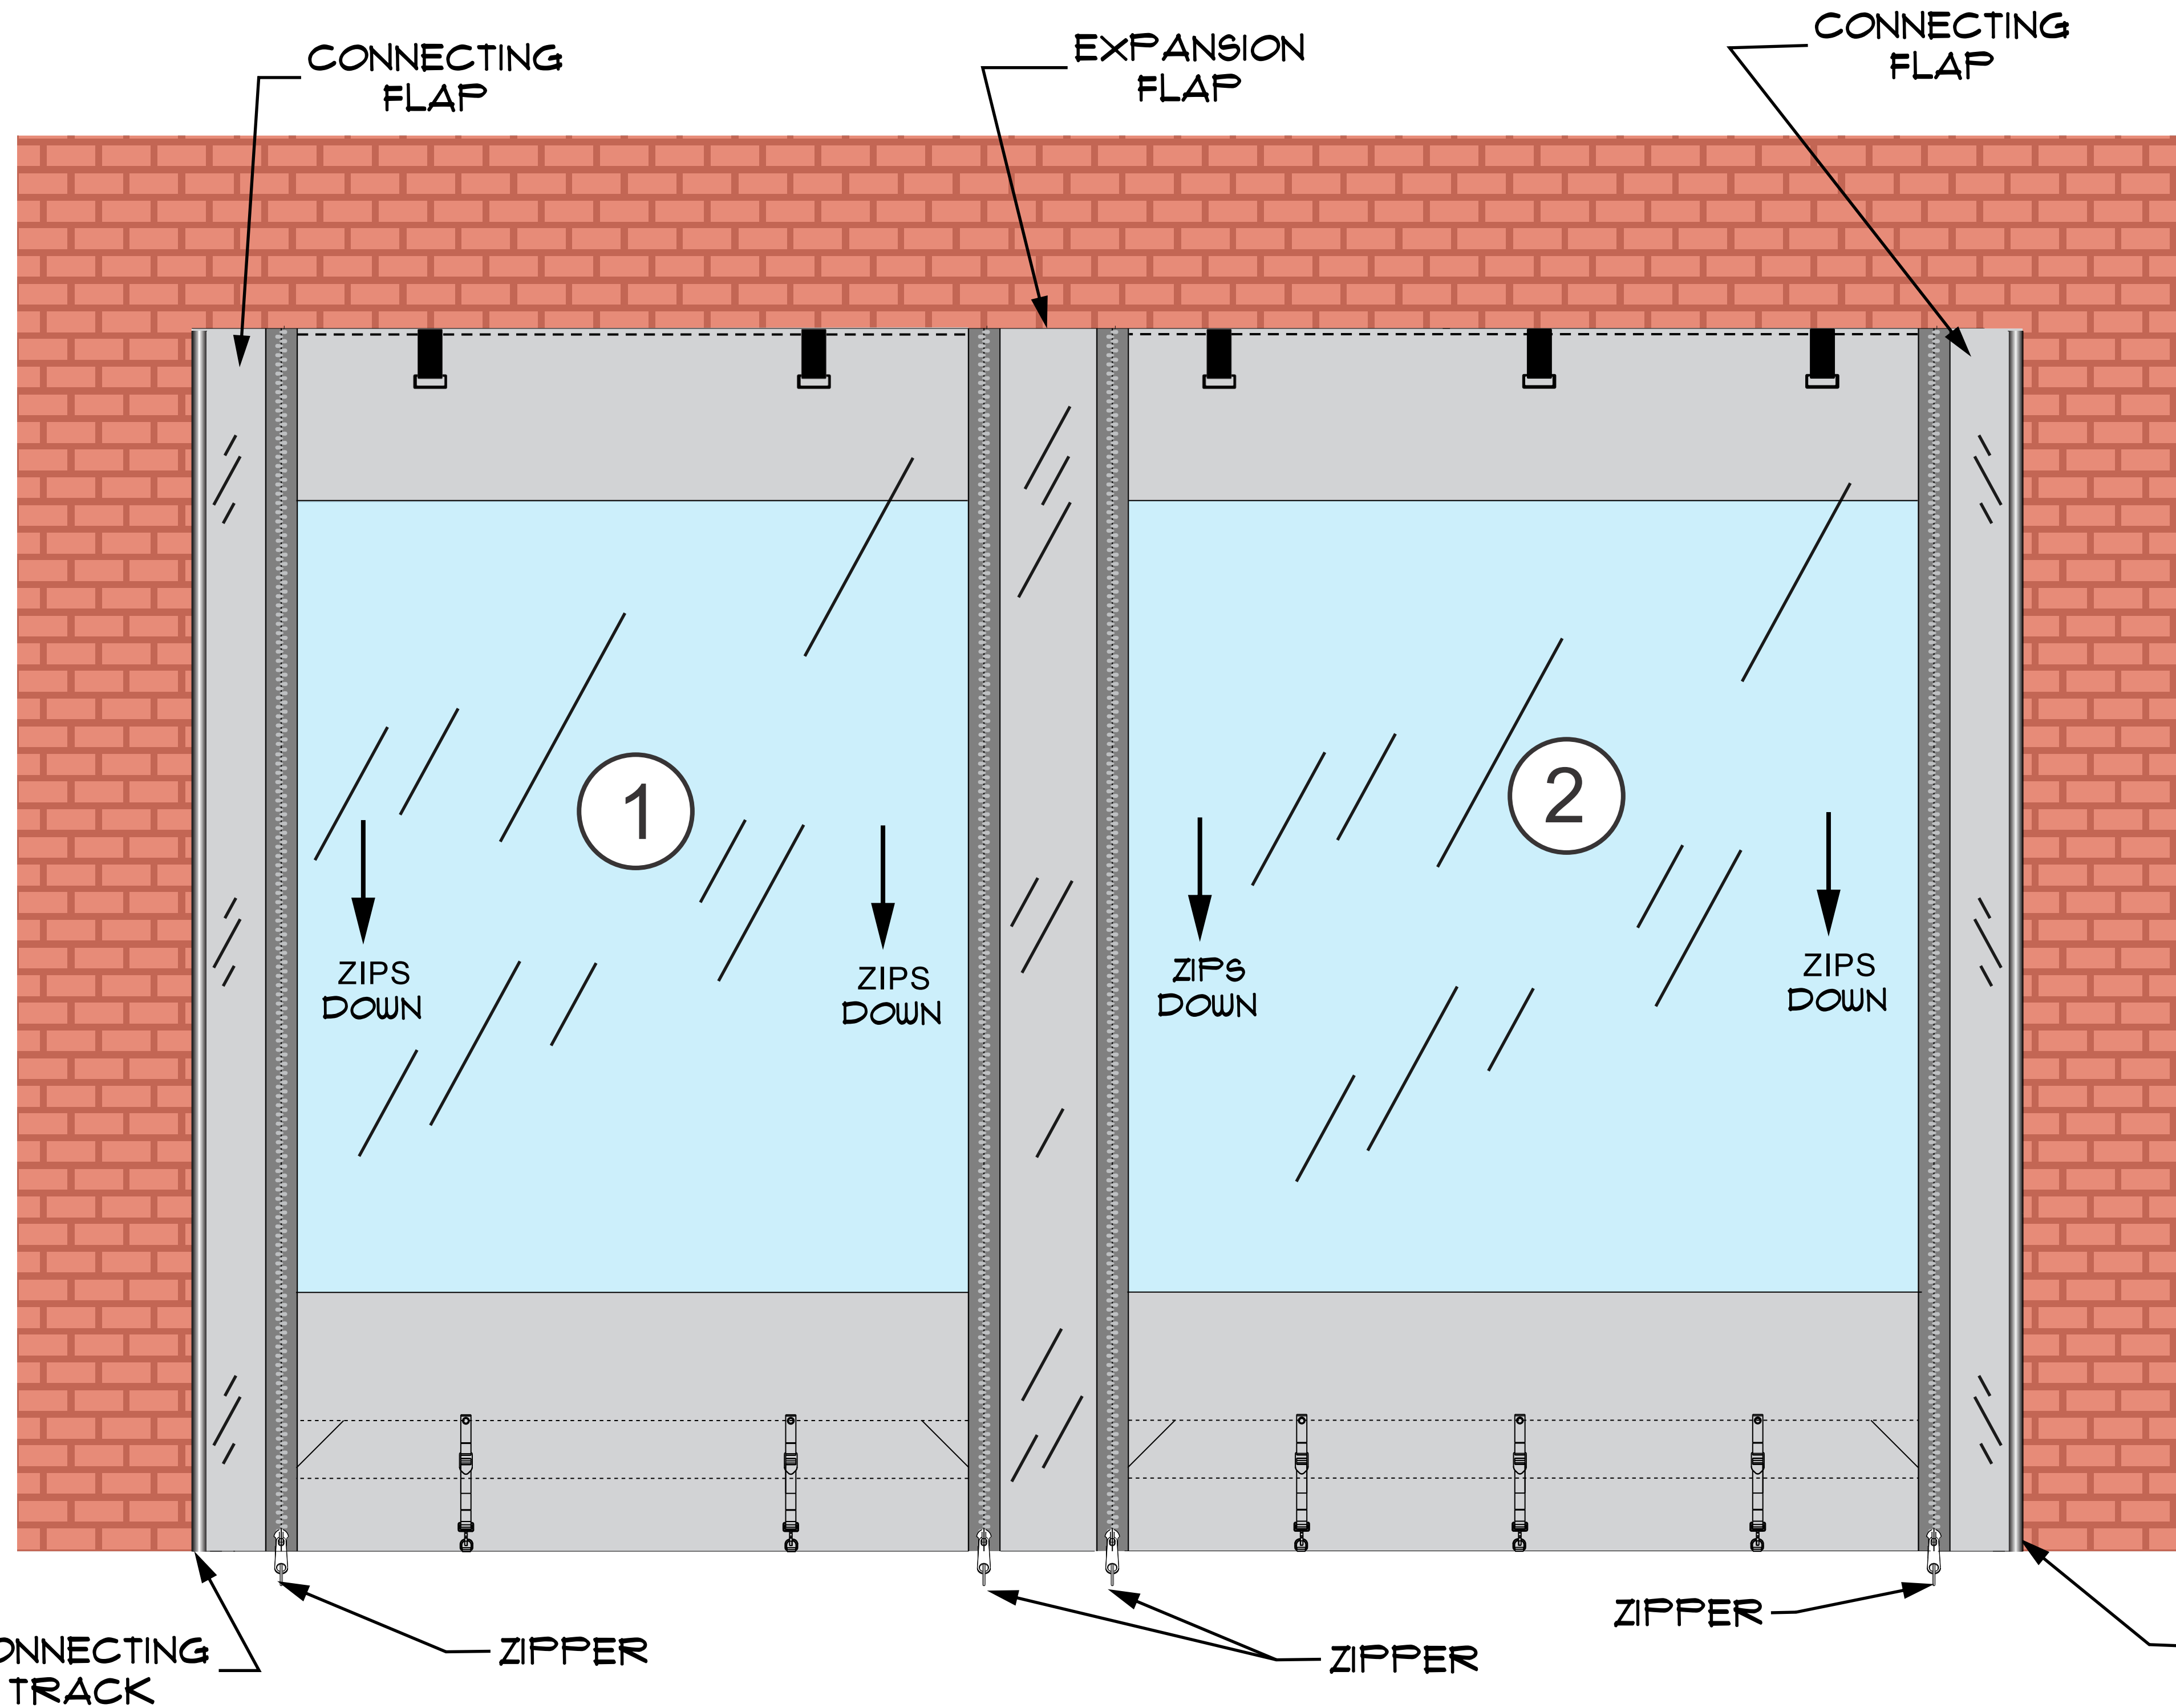 CONNECTING
FLAP
EXPANSION
FLAP
CONNECTING
FLAP
1
2
ZIPS
DOWN
ZIPS
DOWN
ZIPS
DOWN
ZIPS
DOWN
ONNECTING
TRACK
ZIPPER
ZIPPER
ZIPPER